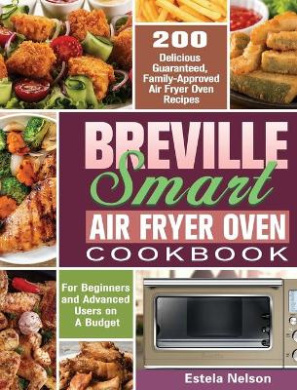 200
Delicious
Guaranteed,
Family-Approved
Air Fryer Oven
Recipes
BREVILLE
Smart
AIR FRYER OVEN
COOKBOOK
For Beginners
and Advanced
Users on
A Budget
Estela Nelson